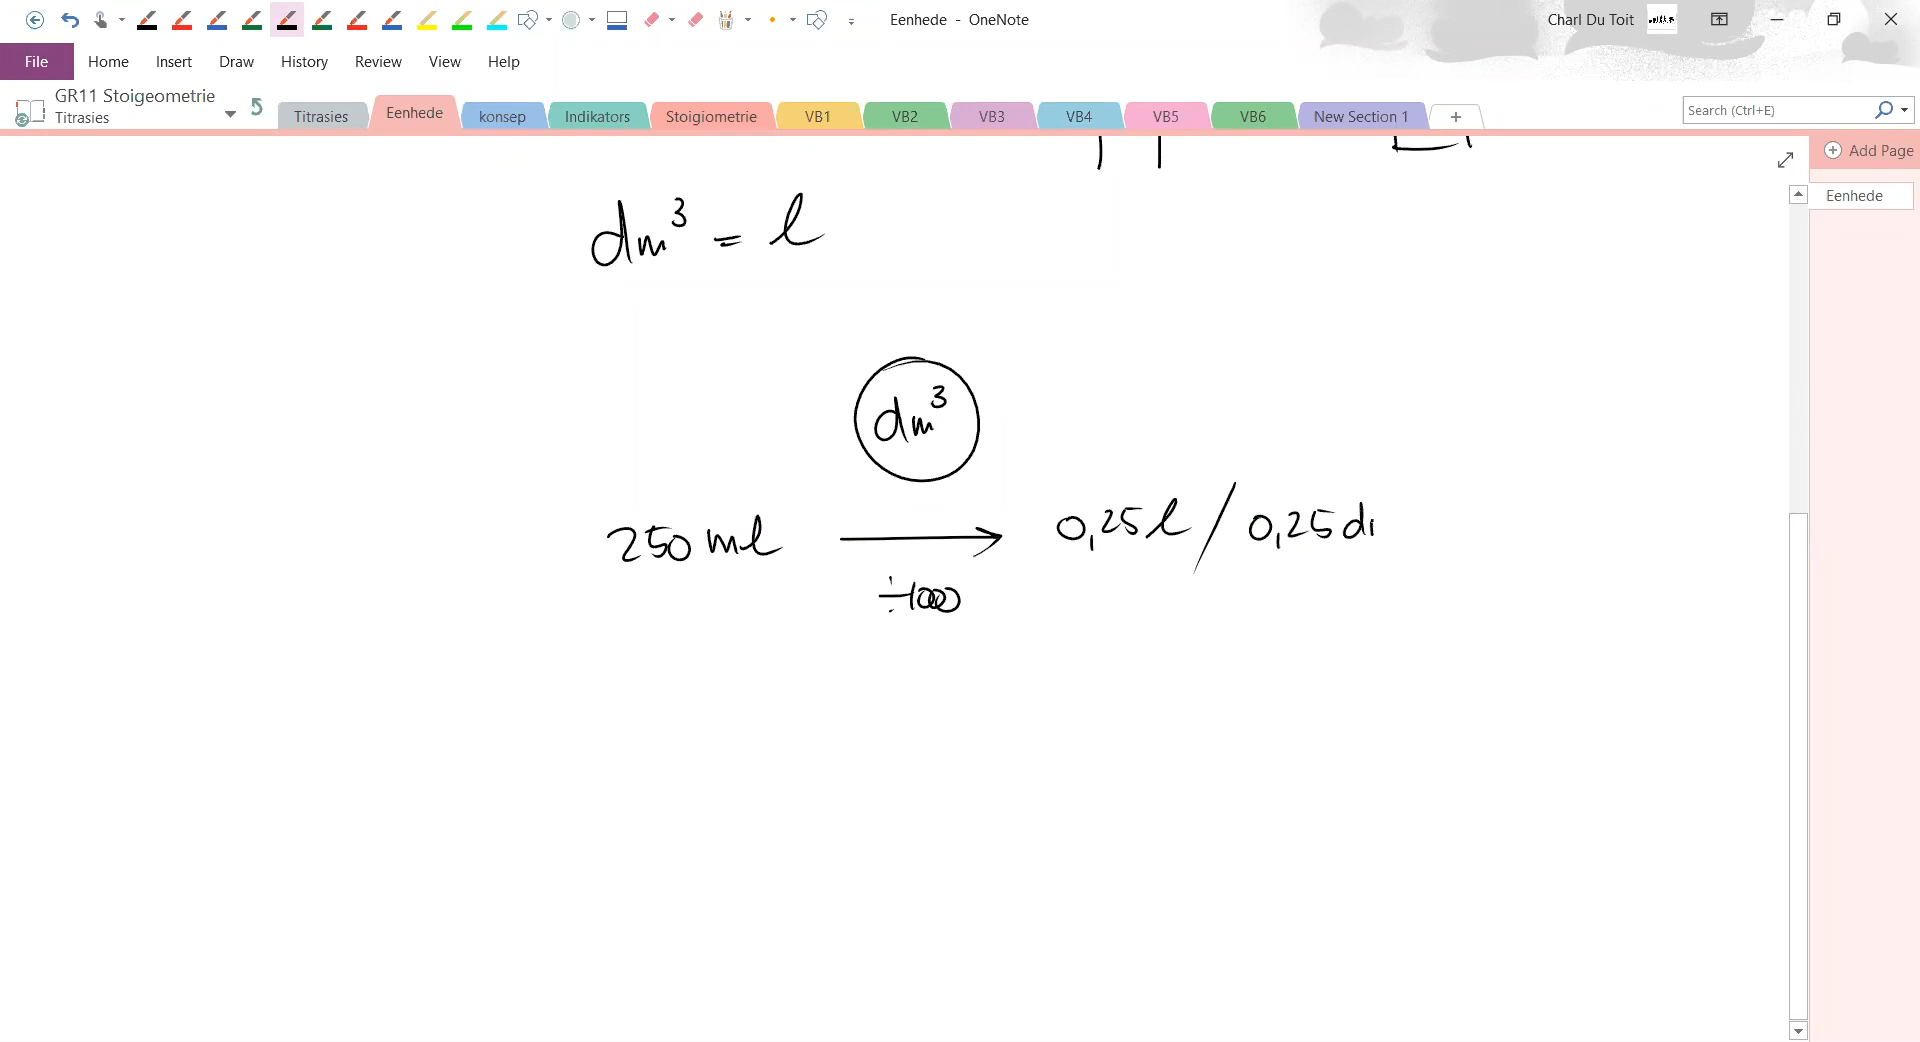 Eenhede - OneNote
Charl Du Toit
File Home Insert Draw History Review View Help
GR11 Stoigeometrie
Titrasies
Titrasies Eenhede konsep Indikators Stoigiometrie VB1 VB2 VB3 VB4 VB5 VB6 New Section 1 +
Search (Ctrl+E)
Add Page
Eenhede
dm³ = l
dm³
250 ml → 0,25 l / 0,25 d
÷1000